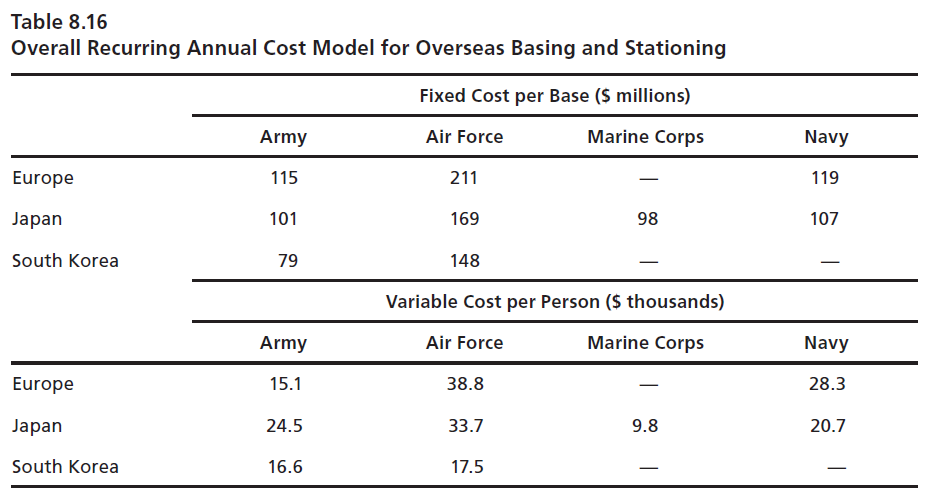 Table 8.16
Overall Recurring Annual Cost Model for Overseas Basing and Stationing
Fixed Cost per Base ($ millions)
Army Air Force Marine Corps Navy
Europe 115 211 — 119
Japan 101 169 98 107
South Korea 79 148 — —
Variable Cost per Person ($ thousands)
Army Air Force Marine Corps Navy
Europe 15.1 38.8 — 28.3
Japan 24.5 33.7 9.8 20.7
South Korea 16.6 17.5 — —